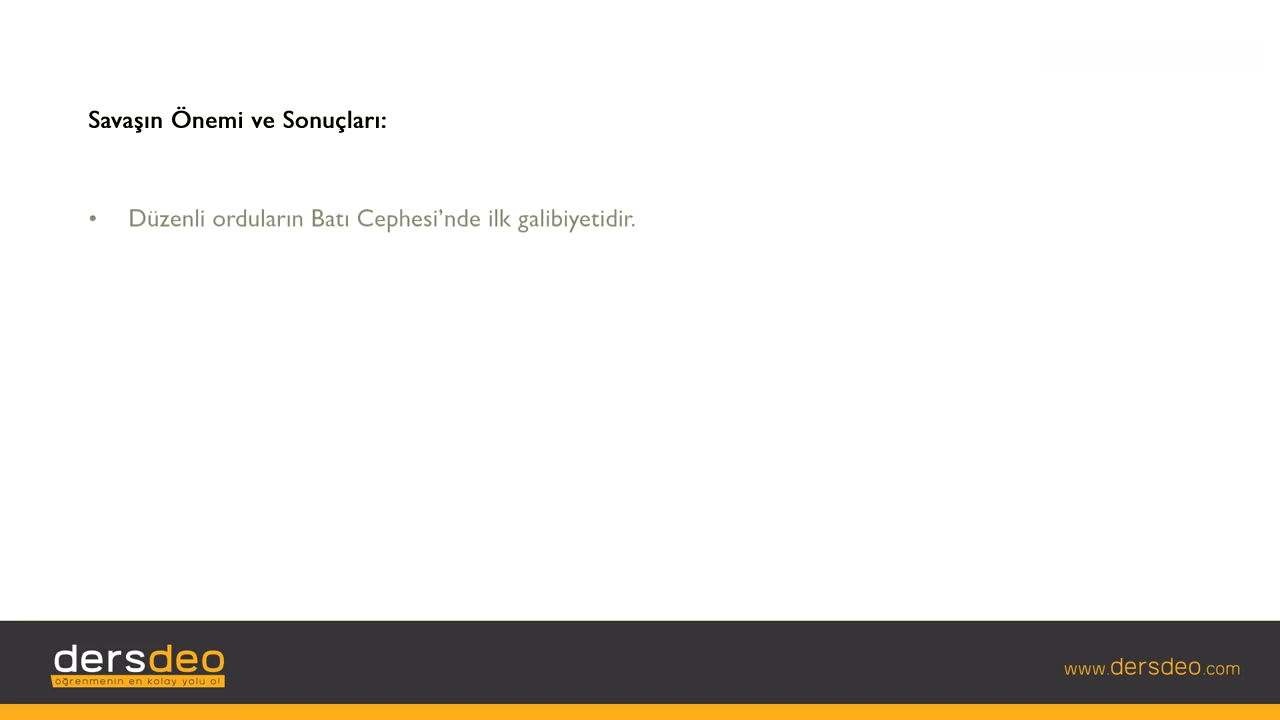 Savaşın Önemi ve Sonuçları:
• Düzenli orduların Batı Cephesi’nde ilk galibiyetidir.
dersdeo
öğrenmenin en kolay yolu o!
www.dersdeo.com